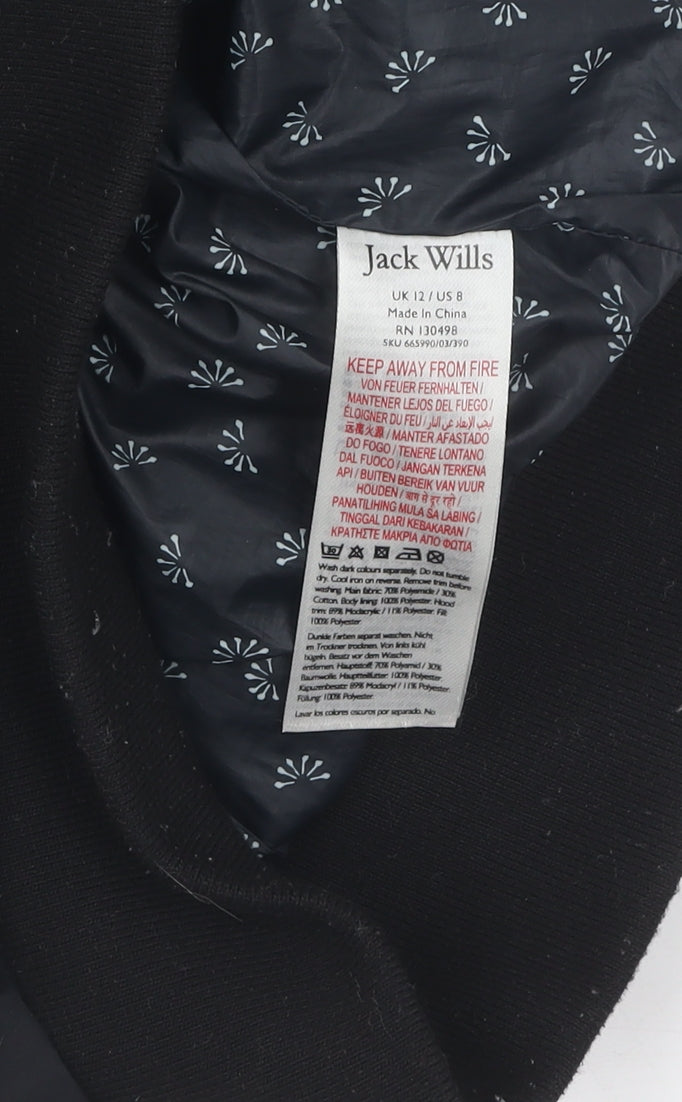 Jack Wills
UK 12 / US 8
Made In China
RN 130498
SKU 665990/03/390
KEEP AWAY FROM FIRE
VON FEUER FERNHALTEN /
MANTENER LEJOS DEL FUEGO /
ÉLOIGNER DU FEU / يجب الإبعاد عن النار /
远离火源 / MANTER AFASTADO
DO FOGO / TENERE LONTANO
DAL FUOCO / JANGAN TERKENA
API / BUITEN BEREIK VAN VUUR
HOUDEN / आग से दूर रहो /
PANATILIHING MULA SA LABING /
TINGGAL DARI KEBAKARAN /
ΚΡΑΤΗΣΤΕ ΜΑΚΡΙΑ ΑΠΟ ΦΩΤΙΑ
30
Wash dark colours separately. Do not tumble
dry. Cool iron on reverse. Remove trim before
washing. Main fabric: 70% Polyamide / 30%
Cotton. Body lining: 100% Polyester. Hood
trim: 89% Modacrylic / 11% Polyester. Fill:
100% Polyester.
Dunkle Farben separat waschen. Nicht
im Trockner trocknen. Von links kühl
bügeln. Besatz vor dem Waschen
entfernen. Hauptstoff: 70% Polyamid / 30%
Baumwolle. Hauptteilfutter: 100% Polyester.
Kapuzenbesatz: 89% Modacryl / 11% Polyester.
Füllung: 100% Polyester.
Lavar los colores oscuros por separado. No